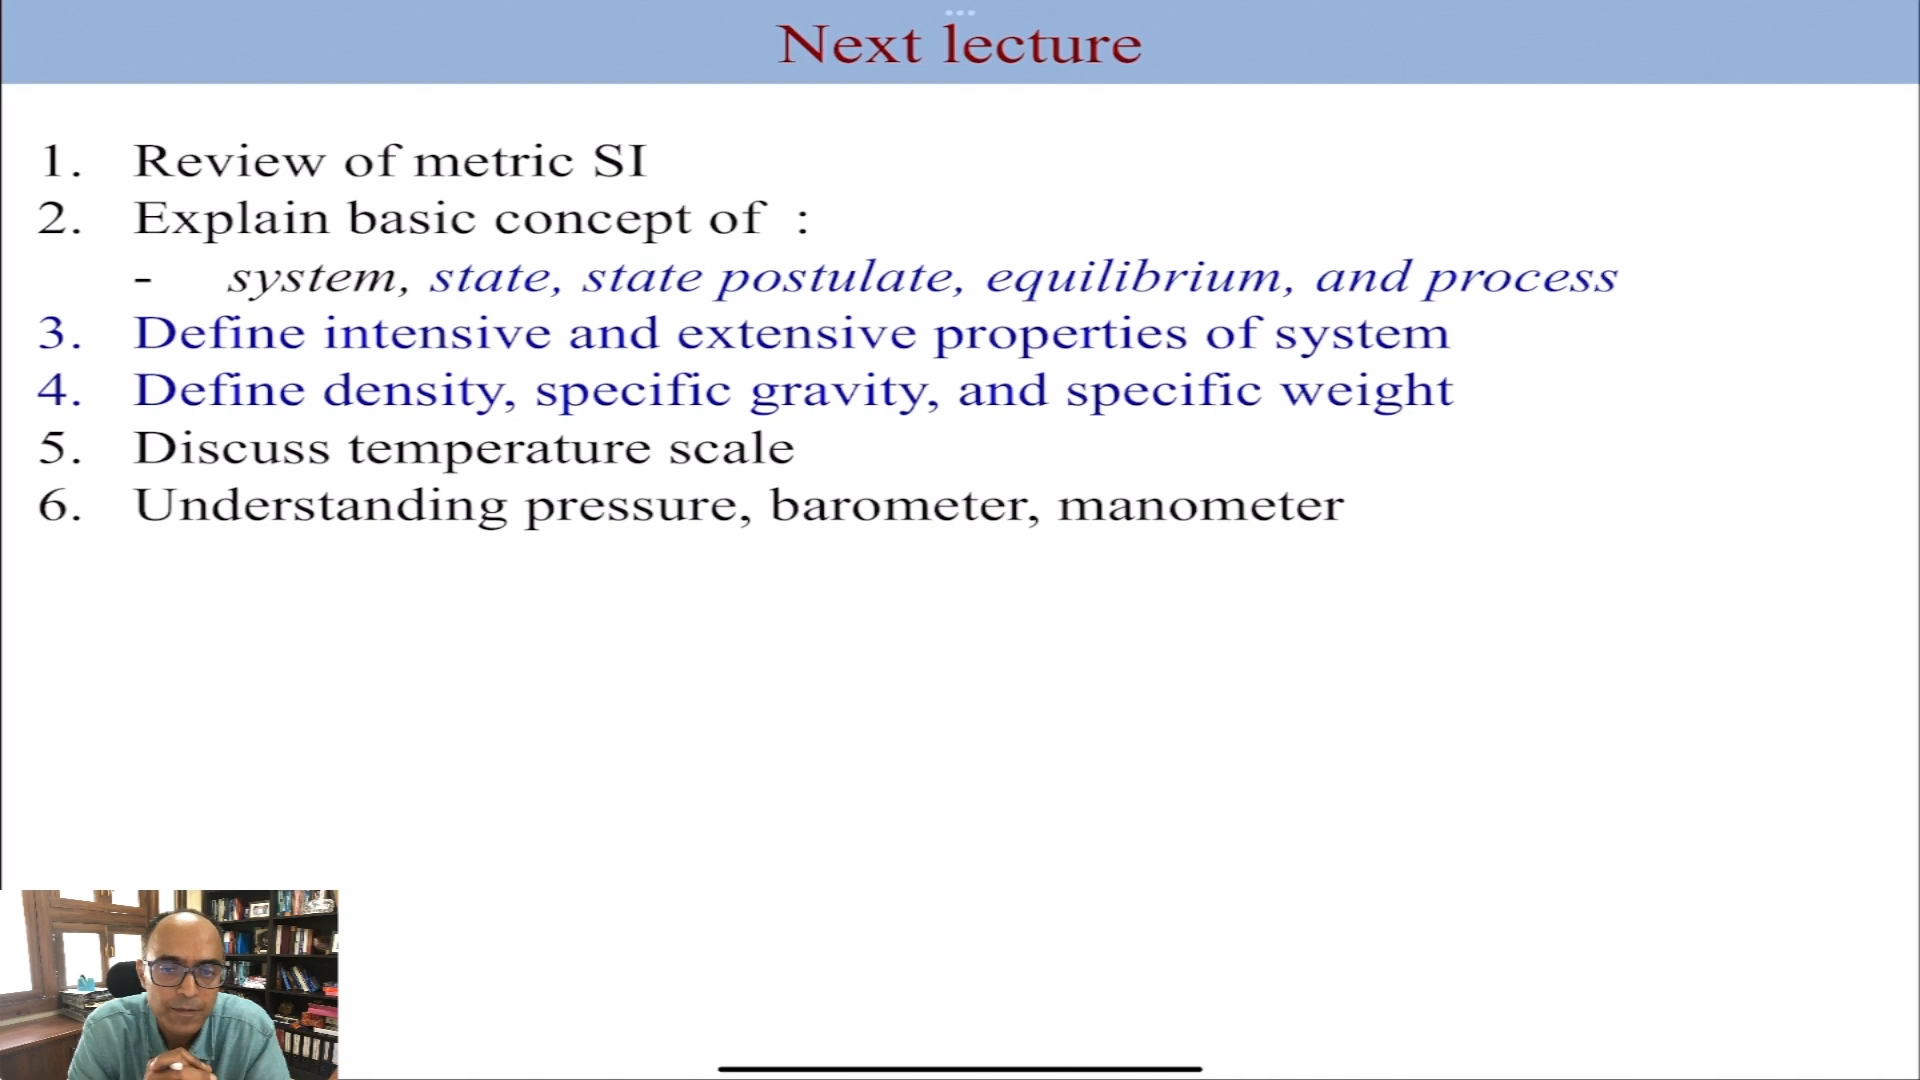 Next lecture
1. Review of metric SI
2. Explain basic concept of :
- system, state, state postulate, equilibrium, and process
3. Define intensive and extensive properties of system
4. Define density, specific gravity, and specific weight
5. Discuss temperature scale
6. Understanding pressure, barometer, manometer